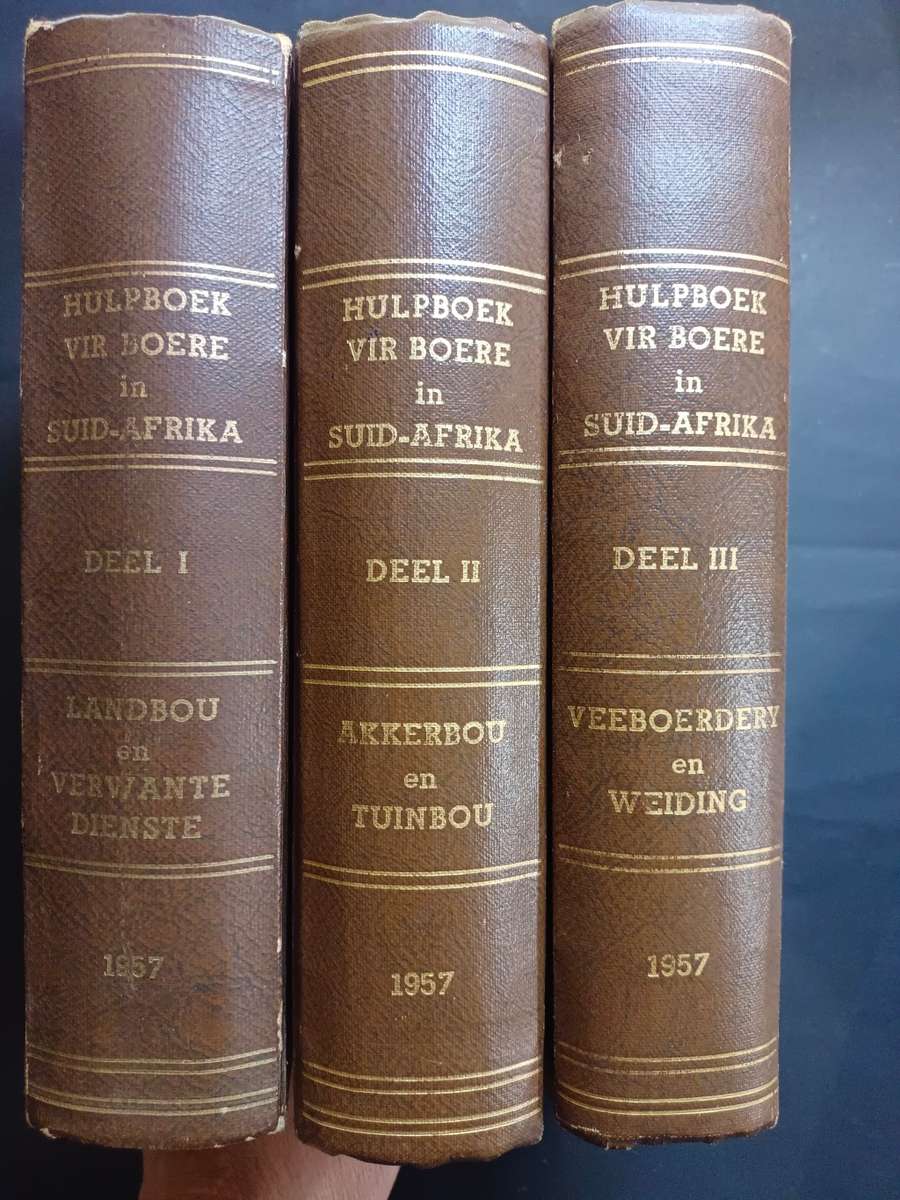 HULPBOEK
VIR BOERE
in
SUID-AFRIKA
DEEL I
LANDBOU
en
VERWANTE
DIENSTE
1957
HULPBOEK
VIR BOERE
in
SUID-AFRIKA
DEEL II
AKKERBOU
en
TUINBOU
1957
HULPBOEK
VIR BOERE
in
SUID-AFRIKA
DEEL III
VEEBOERDERY
en
WEIDING
1957